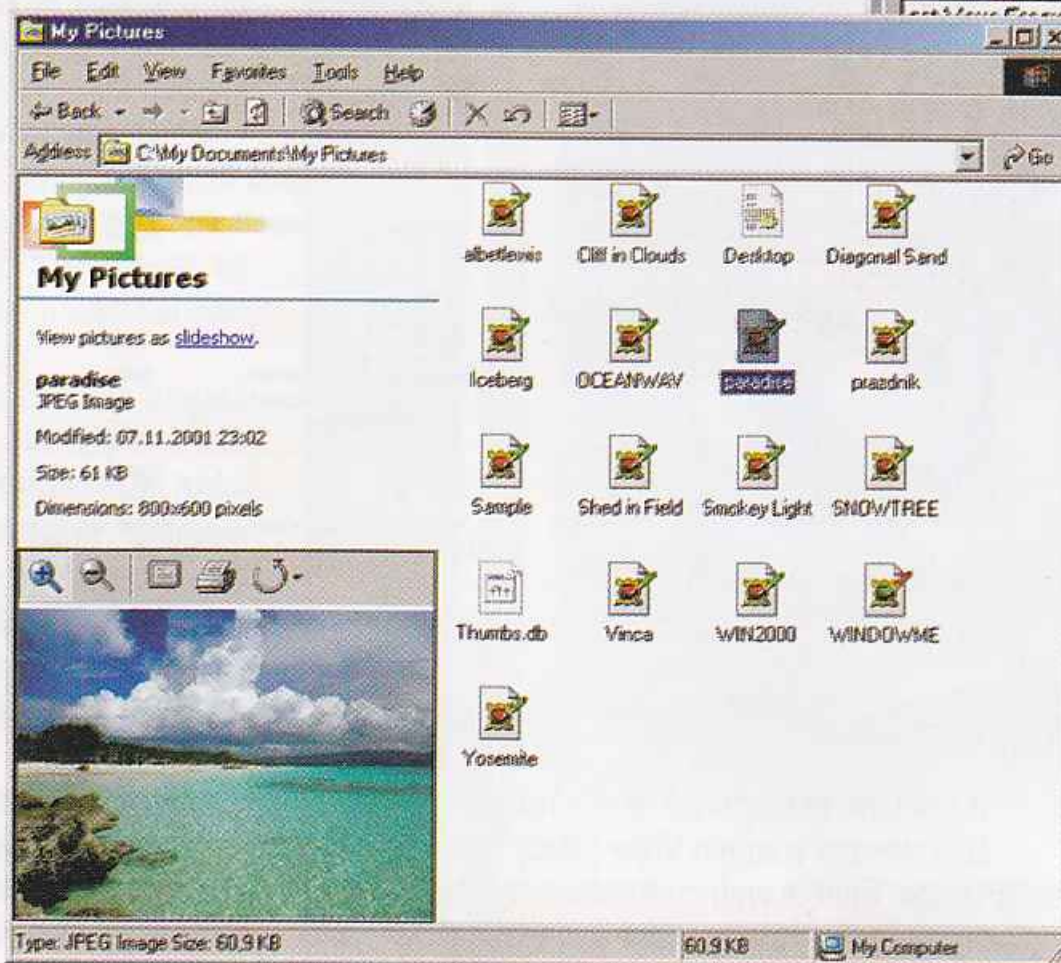 My Pictures
File Edit View Favorites Tools Help
Back Search
Address C:\My Documents\My Pictures Go
My Pictures
View pictures as slideshow.
paradise
JPEG Image
Modified: 07.11.2001 23:02
Size: 61 KB
Dimensions: 800x600 pixels
albetlewis Cliff in Clouds Desktop Diagonal Sand
Iceberg OCEANWAV paradise prazdnik
Sample Shed in Field Smokey Light SNOWTREE
Thumbs.db Vinca WIN2000 WINDOWME
Yosemite
Type: JPEG Image Size: 60,9 KB 60,9 KB My Computer